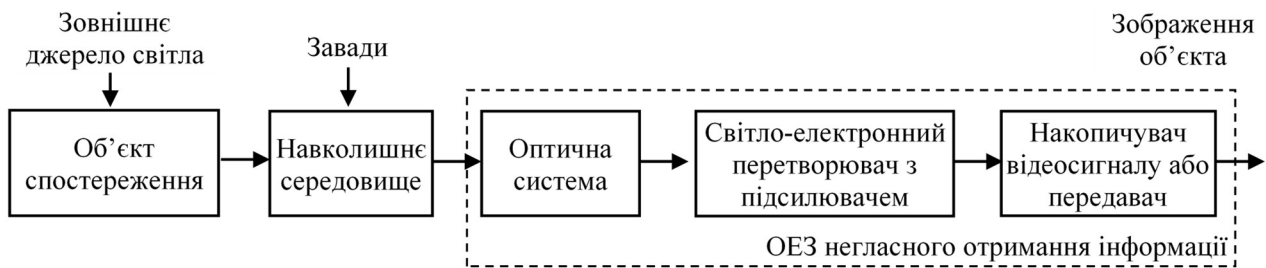 Зовнішнє
джерело світла
Завади
Зображення
об’єкта
Об’єкт
спостереження
Навколишнє
середовище
Оптична
система
Світло-електронний
перетворювач з
підсилювачем
Накопичувач
відеосигналу або
передавач
ОЕЗ негласного отримання інформації